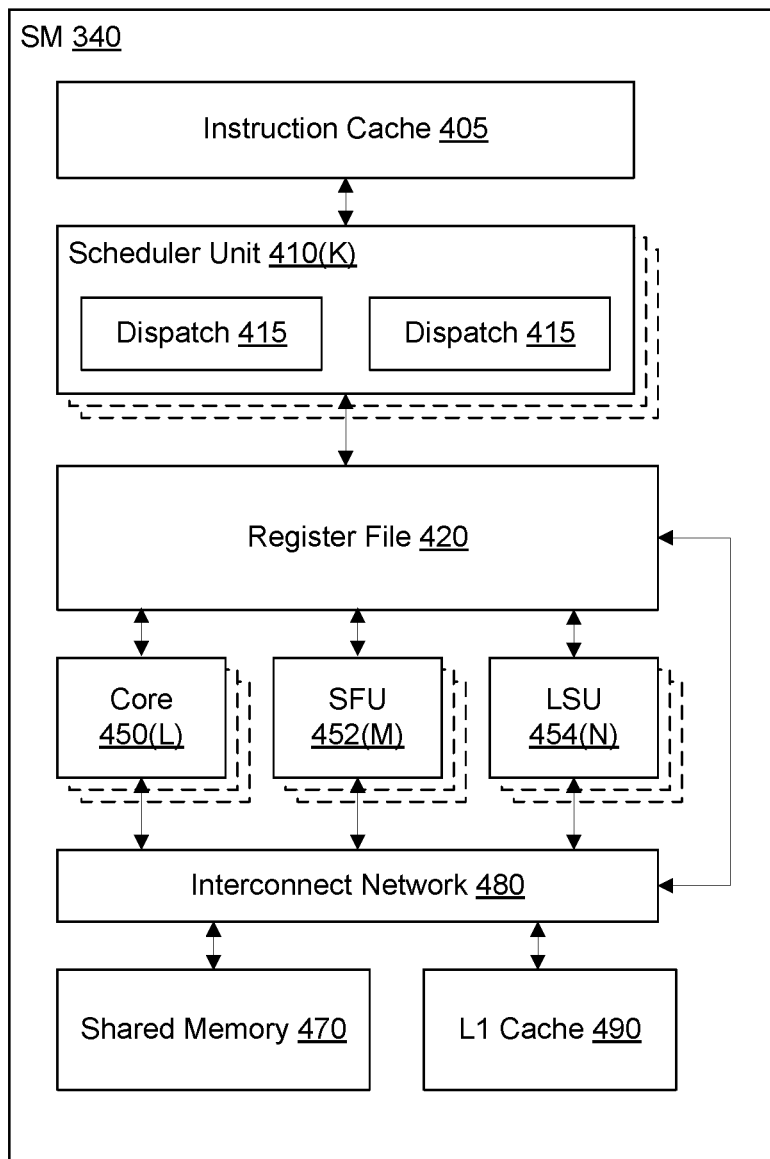 SM 340
Instruction Cache 405
Scheduler Unit 410(K)
Dispatch 415
Dispatch 415
Register File 420
Core
450(L)
SFU
452(M)
LSU
454(N)
Interconnect Network 480
Shared Memory 470
L1 Cache 490